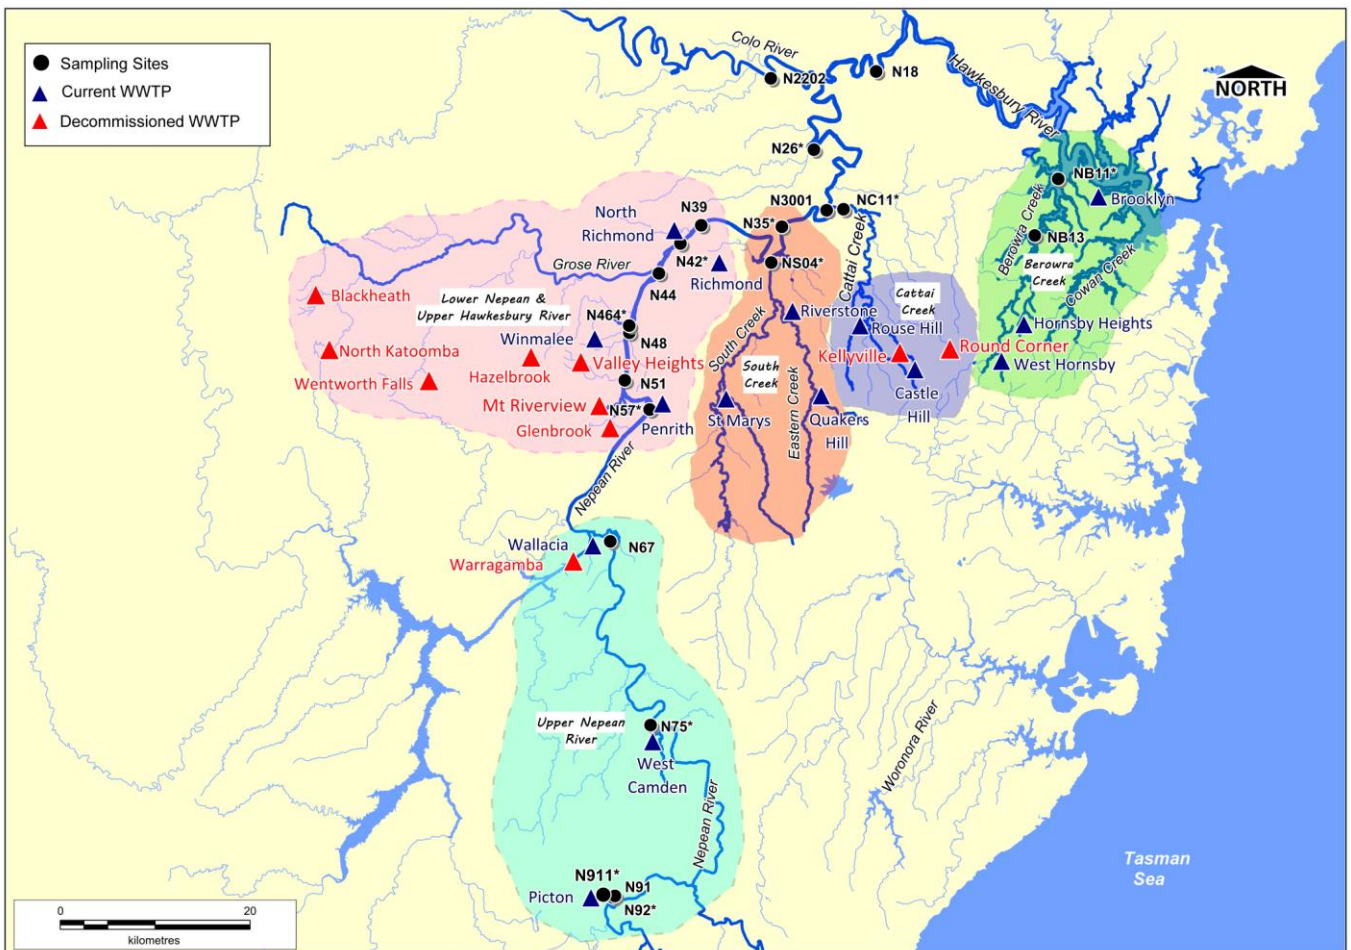 Sampling Sites
Current WWTP
Decommissioned WWTP
Colo River
N2202
N18
Hawkesbury River
NORTH
N26*
NB11*
Brooklyn
Berowra Creek
NB13
Berowra
Creek
Cowan Creek
Hornsby Heights
West Hornsby
N3001
NC11*
N35*
NS04*
Cattai Creek
N39
North
Richmond
N42*
Richmond
Grose River
N44
Lower Nepean &
Upper Hawkesbury River
Blackheath
North Katoomba
Wentworth Falls
N464*
Winmalee
N48
Hazelbrook
Valley Heights
N51
Mt Riverview
N57*
Penrith
Glenbrook
Nepean River
Riverstone
South Creek
South
Creek
St Marys
Eastern Creek
Quakers
Hill
Cattai
Creek
Rouse Hill
Kellyville
Round Corner
Castle
Hill
Wallacia
N67
Warragamba
Upper Nepean
River
N75*
West
Camden
Nepean River
Woronora River
Picton
N911*
N91
N92*
Tasman
Sea
0 20
kilometres